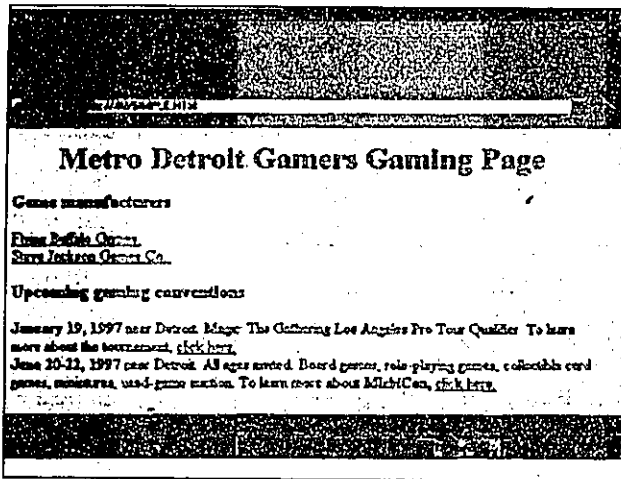 Metro Detroit Gamers Gaming Page
Game manufacturers
Flying Buffalo Games
Steve Jackson Games Co.
Upcoming gaming conventions
January 19, 1997 near Detroit. Magic: The Gathering Los Angeles Pro Tour Qualifier. To learn
more about the tournament, click here.
June 20-22, 1997 near Detroit. All ages invited. Board games, role-playing games, collectible card
games, miniatures, used-game auction. To learn more about MichiCon, click here.